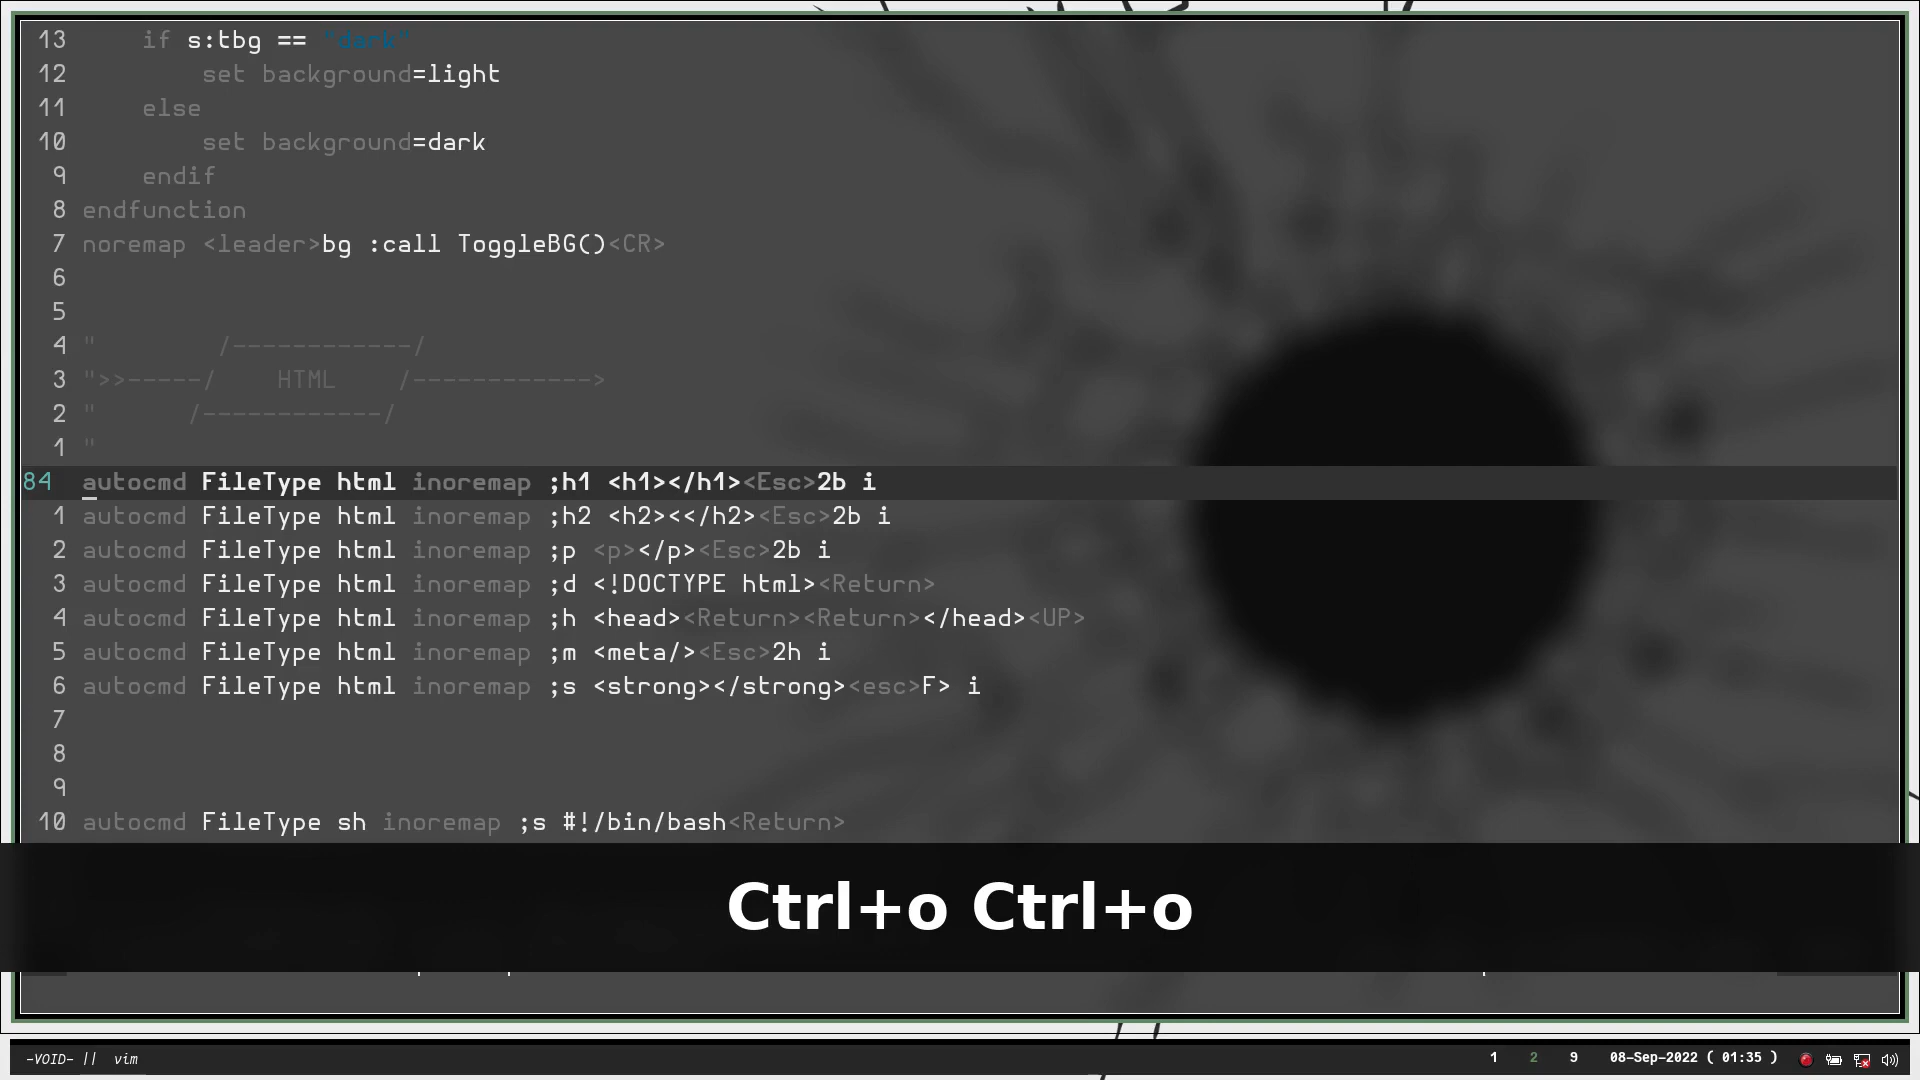 13     if s:tbg == "dark"
12         set background=light
11     else
10         set background=dark
9     endif
8 endfunction
7 noremap <leader>bg :call ToggleBG()<CR>
6
5
4 "        /------------/
3 ">>-----/    HTML    /------------>
2 "      /------------/
1 "
84 autocmd FileType html inoremap ;h1 <h1></h1><Esc>2b i
1 autocmd FileType html inoremap ;h2 <h2><</h2><Esc>2b i
2 autocmd FileType html inoremap ;p <p></p><Esc>2b i
3 autocmd FileType html inoremap ;d <!DOCTYPE html><Return>
4 autocmd FileType html inoremap ;h <head><Return><Return></head><UP>
5 autocmd FileType html inoremap ;m <meta/><Esc>2h i
6 autocmd FileType html inoremap ;s <strong></strong><esc>F> i
7
8
9
10 autocmd FileType sh inoremap ;s #!/bin/bash<Return>
Ctrl+o Ctrl+o
-VOID- || vim 1 2 9 08-Sep-2022 ( 01:35 )